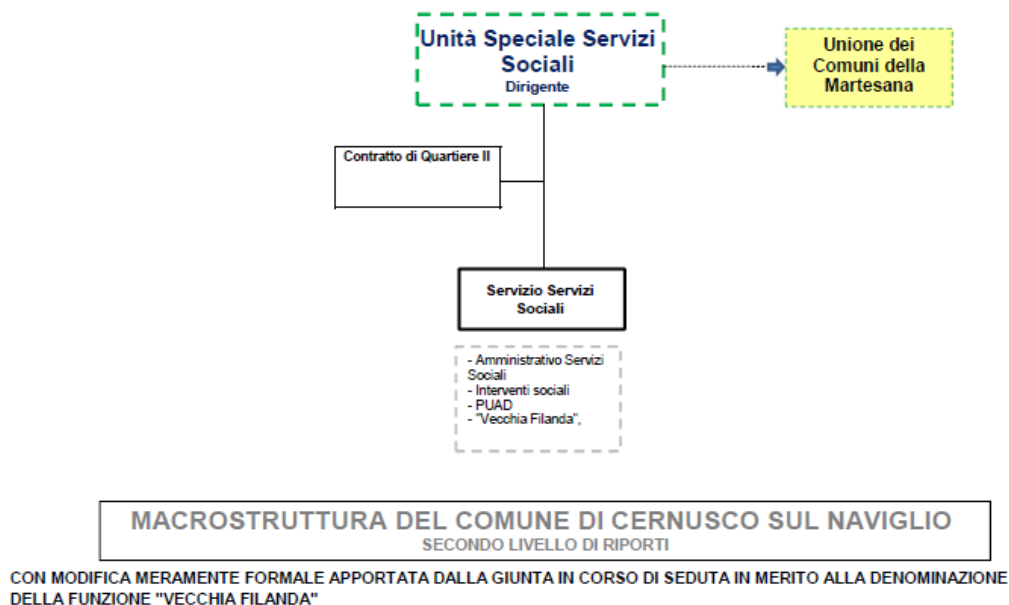 Unità Speciale Servizi
Sociali
Dirigente
Unione dei
Comuni della
Martesana
Contratto di Quartiere II
Servizio Servizi
Sociali
- Amministrativo Servizi
Sociali
- Interventi sociali
- PUAD
- "Vecchia Filanda",
MACROSTRUTTURA DEL COMUNE DI CERNUSCO SUL NAVIGLIO
SECONDO LIVELLO DI RIPORTI
CON MODIFICA MERAMENTE FORMALE APPORTATA DALLA GIUNTA IN CORSO DI SEDUTA IN MERITO ALLA DENOMINAZIONE
DELLA FUNZIONE "VECCHIA FILANDA"